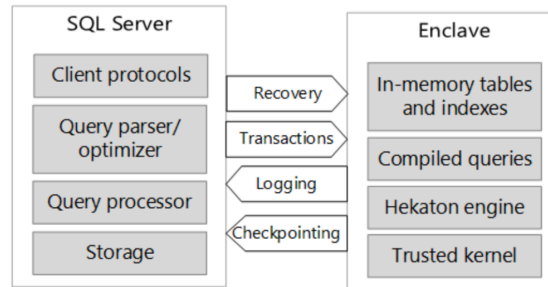 SQL Server
Client protocols
Query parser/
optimizer
Query processor
Storage
Recovery
Transactions
Logging
Checkpointing
Enclave
In-memory tables
and indexes
Compiled queries
Hekaton engine
Trusted kernel